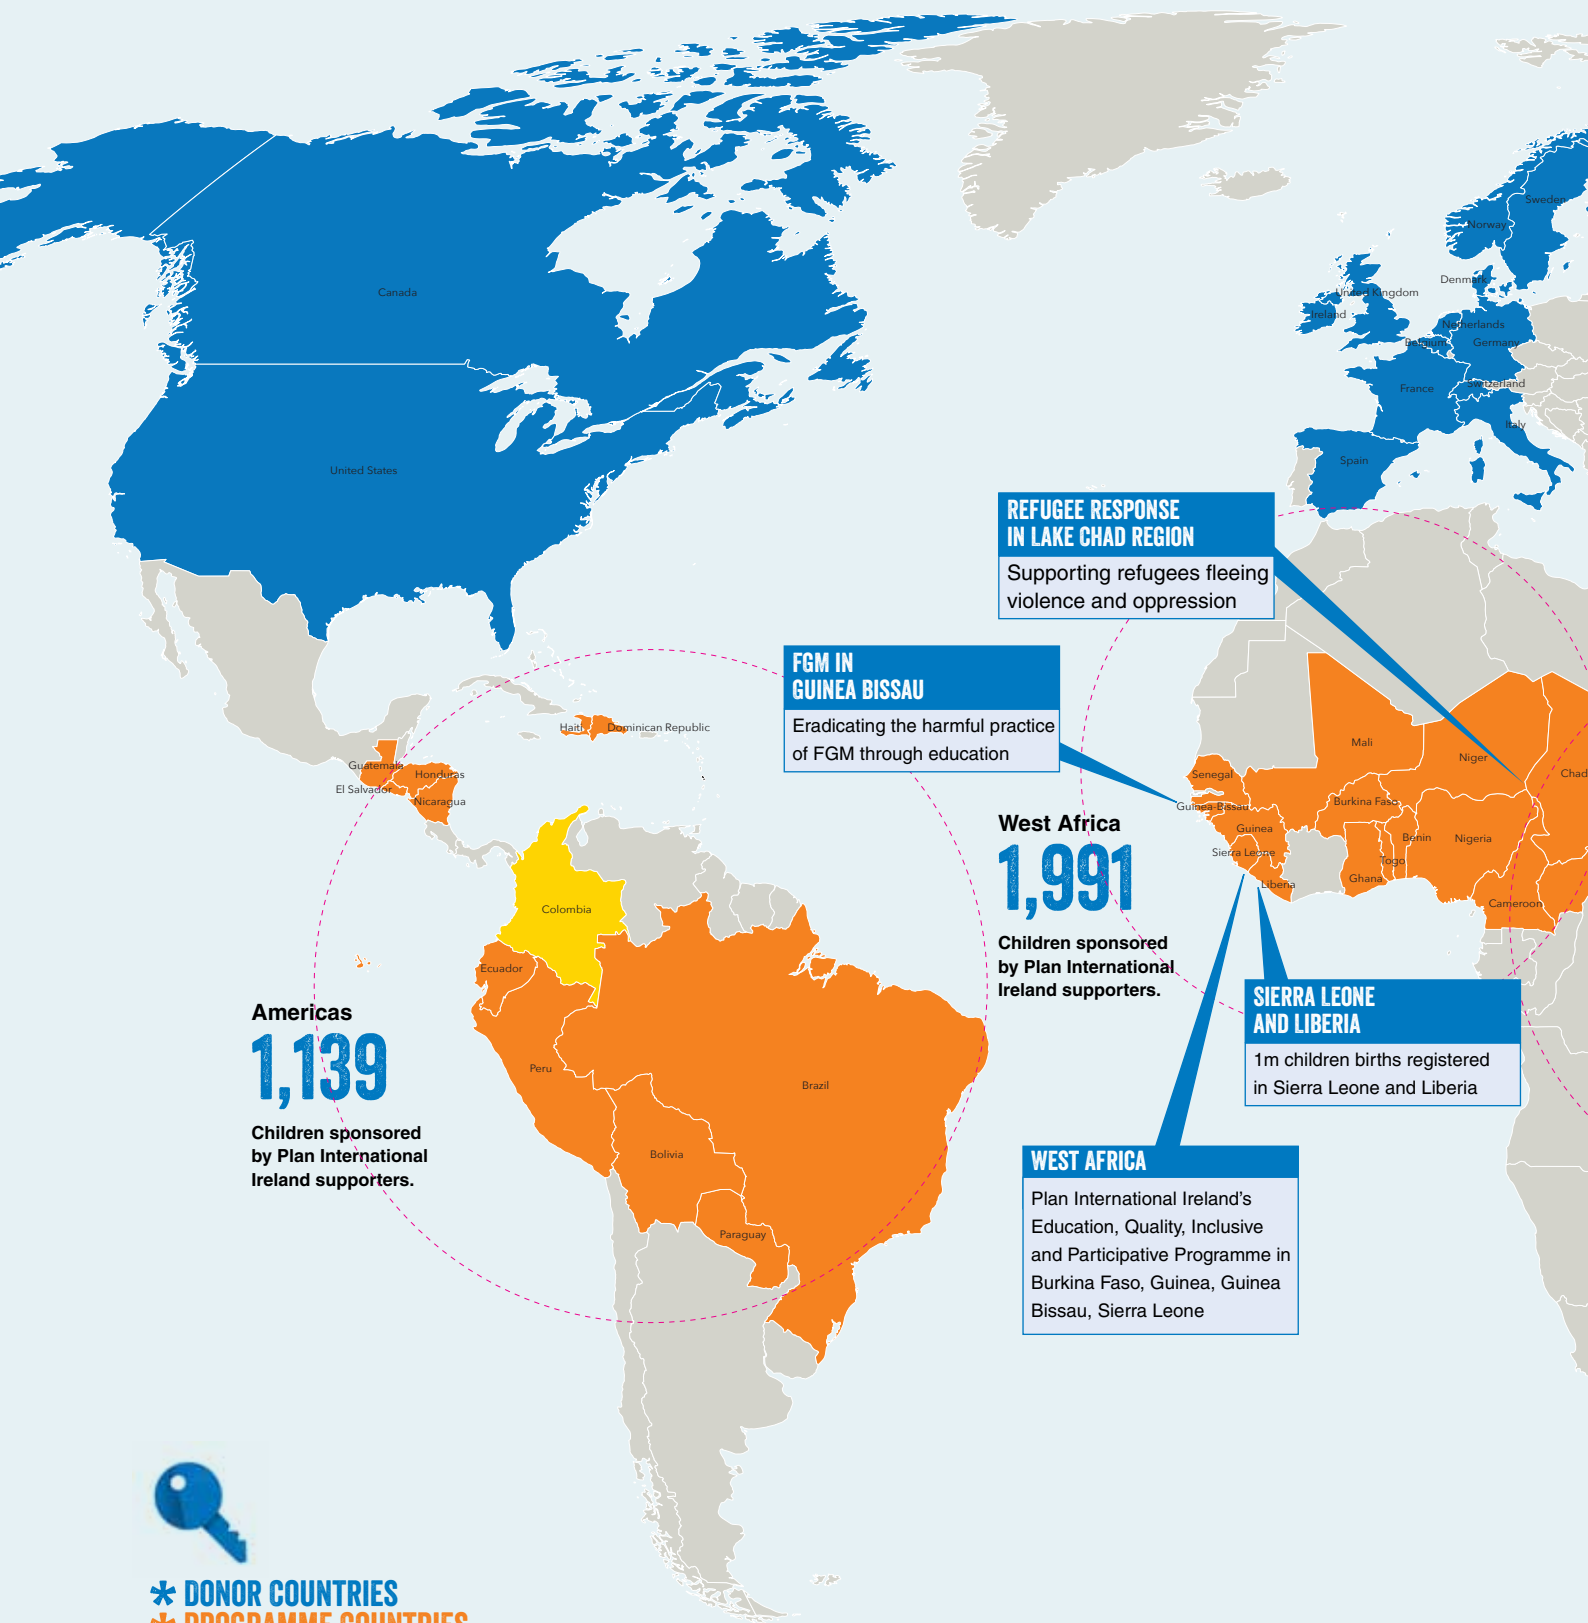 Canada
United States
Sweden
Norway
Denmark
United Kingdom
Ireland
Netherlands
Belgium
Germany
France
Switzerland
Italy
Spain
REFUGEE RESPONSE
IN LAKE CHAD REGION
Supporting refugees fleeing
violence and oppression
FGM IN
GUINEA BISSAU
Eradicating the harmful practice
of FGM through education
Haiti
Dominican Republic
Guatemala
Honduras
El Salvador
Nicaragua
Mali
Niger
Chad
Senegal
Guinea-Bissau
Burkina Faso
Guinea
Benin
Nigeria
Sierra Leone
Togo
Ghana
Liberia
Cameroon
West Africa
1,991
Children sponsored
by Plan International
Ireland supporters.
Colombia
Ecuador
Peru
Brazil
Bolivia
Paraguay
Americas
1,139
Children sponsored
by Plan International
Ireland supporters.
SIERRA LEONE
AND LIBERIA
1m children births registered
in Sierra Leone and Liberia
WEST AFRICA
Plan International Ireland's
Education, Quality, Inclusive
and Participative Programme in
Burkina Faso, Guinea, Guinea
Bissau, Sierra Leone
* DONOR COUNTRIES
* PROGRAMME COUNTRIES